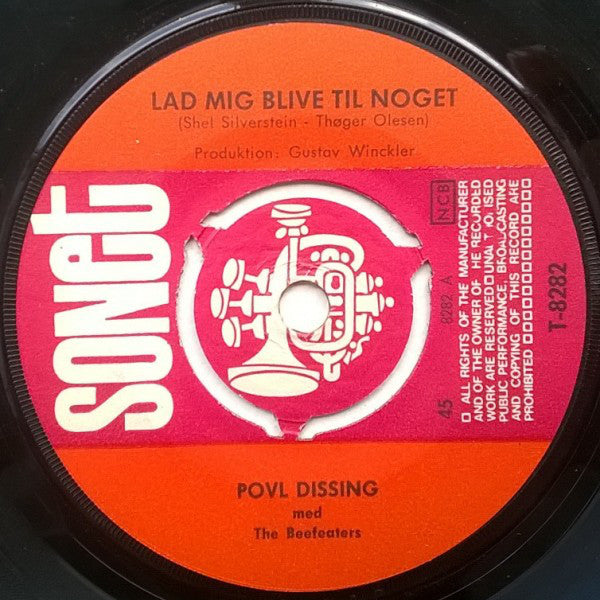 LAD MIG BLIVE TIL NOGET
(Shel Silverstein - Thøger Olesen)
Produktion: Gustav Winckler
SONET
NCB
8282 A
45
ALL RIGHTS OF THE MANUFACTURER
AND OF THE OWNER OF THE RECORDED
WORK ARE RESERVED UNAUTHORISED
PUBLIC PERFORMANCE, BROADCASTING
AND COPYING OF THIS RECORD ARE
PROHIBITED
T-8282
POVL DISSING
med
The Beefeaters